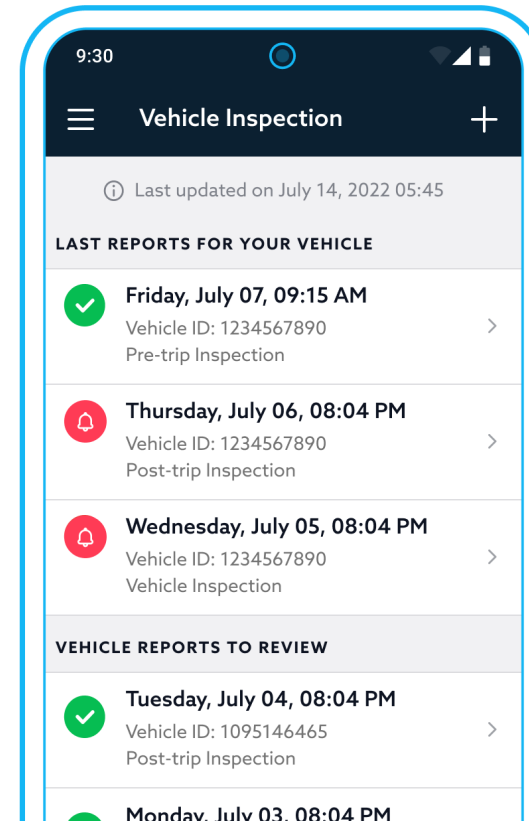 9:30
Vehicle Inspection
Last updated on July 14, 2022 05:45
LAST REPORTS FOR YOUR VEHICLE
Friday, July 07, 09:15 AM
Vehicle ID: 1234567890
Pre-trip Inspection
Thursday, July 06, 08:04 PM
Vehicle ID: 1234567890
Post-trip Inspection
Wednesday, July 05, 08:04 PM
Vehicle ID: 1234567890
Vehicle Inspection
VEHICLE REPORTS TO REVIEW
Tuesday, July 04, 08:04 PM
Vehicle ID: 1095146465
Post-trip Inspection
Monday, July 03, 08:04 PM